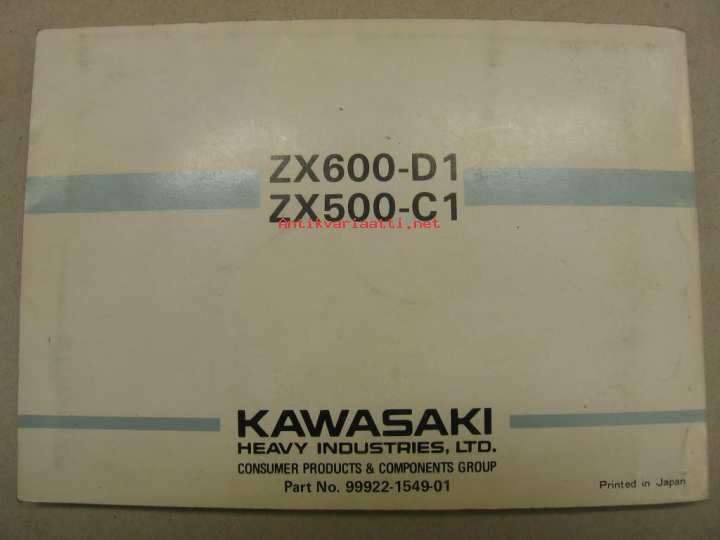 ZX600-D1
ZX500-C1
Antikvariaatti.net
KAWASAKI
HEAVY INDUSTRIES, LTD.
CONSUMER PRODUCTS & COMPONENTS GROUP
Part No. 99922-1549-01
Printed in Japan